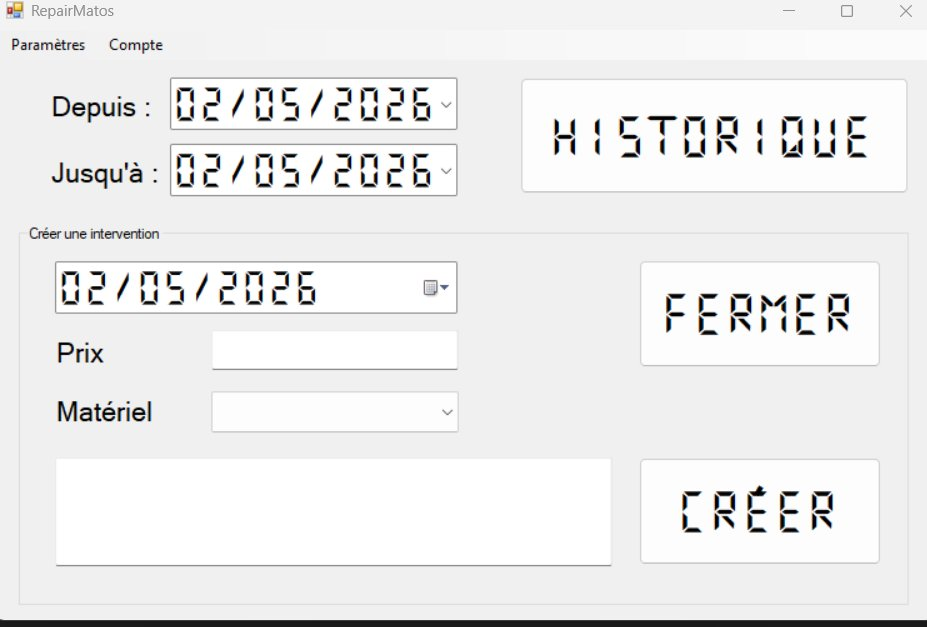 RepairMatos
Paramètres Compte
Depuis : 02/05/2026
HISTORIQUE
Jusqu'à : 02/05/2026
Créer une intervention
02/05/2026
FERMER
Prix
Matériel
CRÉER